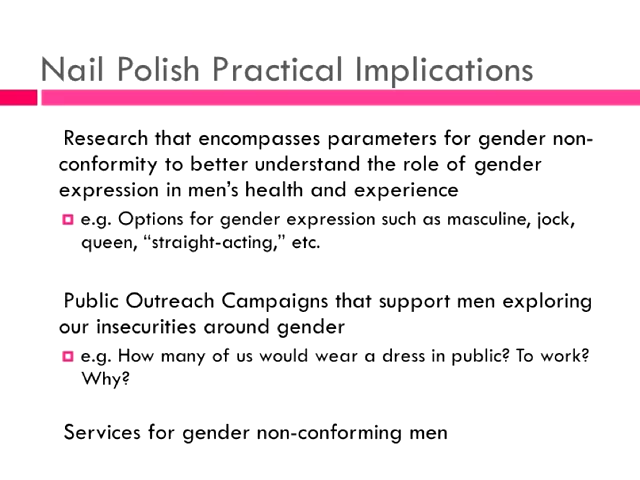 Nail Polish Practical Implications
Research that encompasses parameters for gender non-
conformity to better understand the role of gender
expression in men’s health and experience
e.g. Options for gender expression such as masculine, jock,
queen, “straight-acting,” etc.
Public Outreach Campaigns that support men exploring
our insecurities around gender
e.g. How many of us would wear a dress in public? To work?
Why?
Services for gender non-conforming men